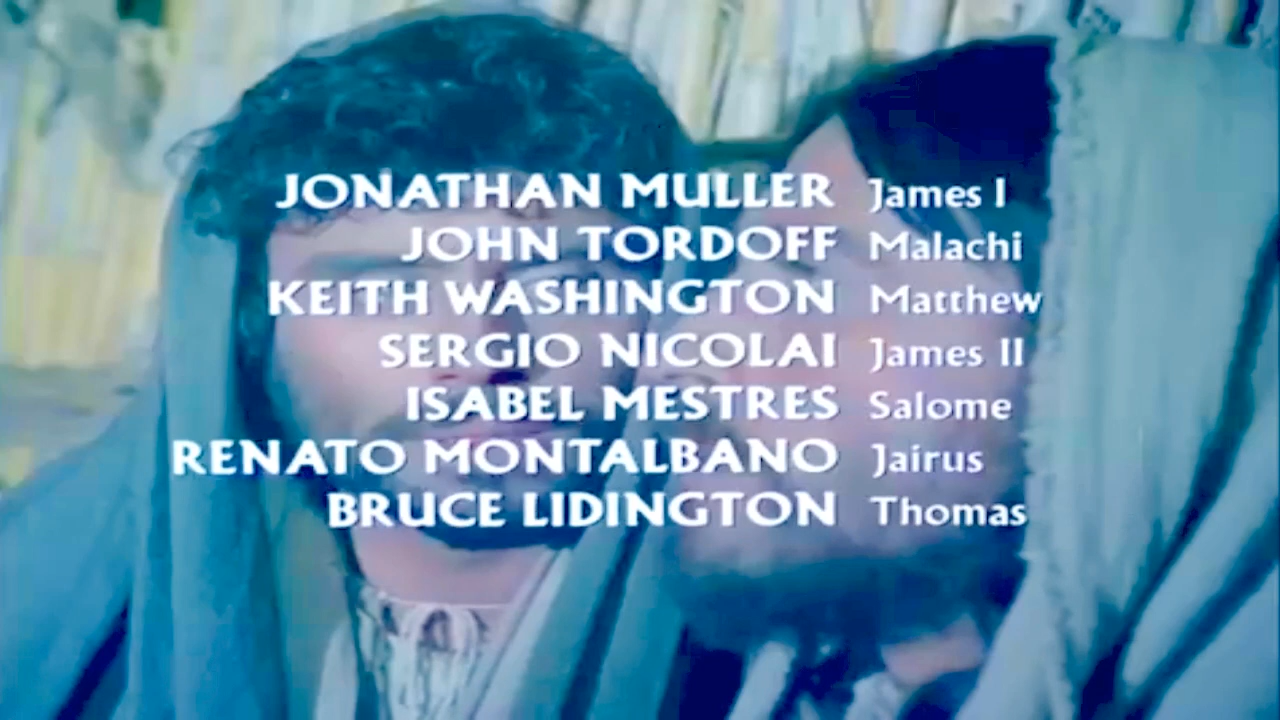 JONATHAN MULLER James I
JOHN TORDOFF Malachi
KEITH WASHINGTON Matthew
SERGIO NICOLAI James II
ISABEL MESTRES Salome
RENATO MONTALBANO Jairus
BRUCE LIDINGTON Thomas